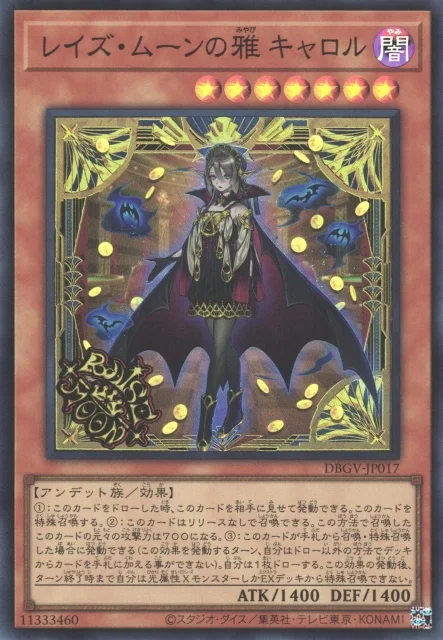 レイズ・ムーンの雅 キャロル
みやび
闇
やみ
RAISE MOON
DBGV-JP017
【アンデット族/効果】
①:このカードをドローした時、このカードを相手に見せて発動できる。このカードを
特殊召喚する。②:このカードはリリースなしで召喚できる。この方法で召喚した
このカードの元々の攻撃力は700になる。③:このカードが手札から召喚・特殊召喚
した場合に発動できる(この効果を発動するターン、自分はドロー以外の方法でデッキ
からカードを手札に加える事ができない)。自分は1枚ドローする。この効果の発動後、
ターン終了時まで自分は光属性XモンスターしかEXデッキから特殊召喚できない。
ATK/1400 DEF/1400
11333460
©スタジオ・ダイス/集英社・テレビ東京・KONAMI